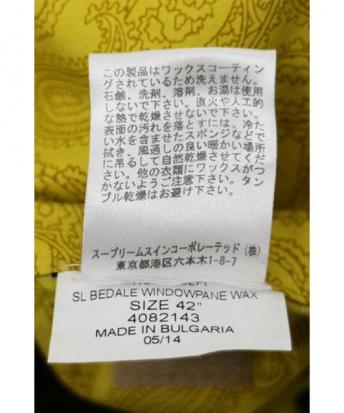 この製品はワックスコーティン
グされているため洗えません。
石鹸、洗剤、溶剤、お湯は使用
しないで下さい。直火や人工的
な熱で乾燥させないで下さい。
表面の汚れを落とすには、冷た
い水を含ませたスポンジなどで
拭き、風通しの良い暖かい場所
に吊るして自然乾燥させて下
さい。他の衣類にワックスがつ
かないようご注意下さい。タン
ブル乾燥はお避け下さい。
スープリームスインコーポレーテッド（株）
東京都港区六本木1-8-7
SL BEDALE WINDOWPANE WAX
SIZE 42"
4082143
MADE IN BULGARIA
05/14